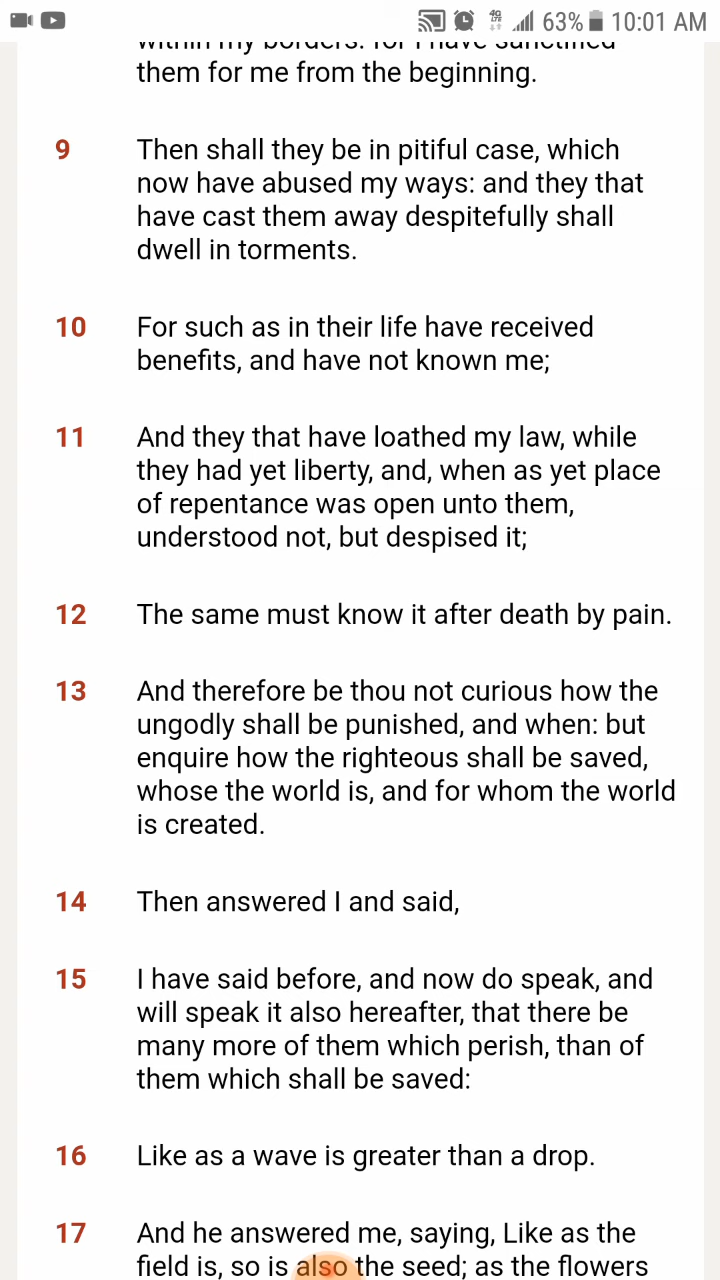 63% 10:01 AM
within my borders: for I have sanctified
them for me from the beginning.
9 Then shall they be in pitiful case, which
now have abused my ways: and they that
have cast them away despitefully shall
dwell in torments.
10 For such as in their life have received
benefits, and have not known me;
11 And they that have loathed my law, while
they had yet liberty, and, when as yet place
of repentance was open unto them,
understood not, but despised it;
12 The same must know it after death by pain.
13 And therefore be thou not curious how the
ungodly shall be punished, and when: but
enquire how the righteous shall be saved,
whose the world is, and for whom the world
is created.
14 Then answered I and said,
15 I have said before, and now do speak, and
will speak it also hereafter, that there be
many more of them which perish, than of
them which shall be saved:
16 Like as a wave is greater than a drop.
17 And he answered me, saying, Like as the
field is, so is also the seed; as the flowers